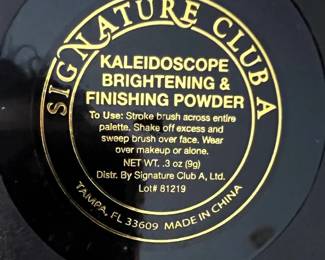 SIGNATURE CLUB A
KALEIDOSCOPE
BRIGHTENING &
FINISHING POWDER
To Use: Stroke brush across entire
palette. Shake off excess and
sweep brush over face. Wear
over makeup or alone.
NET WT. .3 oz (9g)
Distr. By Signature Club A, Ltd.
Lot# 81219
TAMPA, FL 33609 MADE IN CHINA